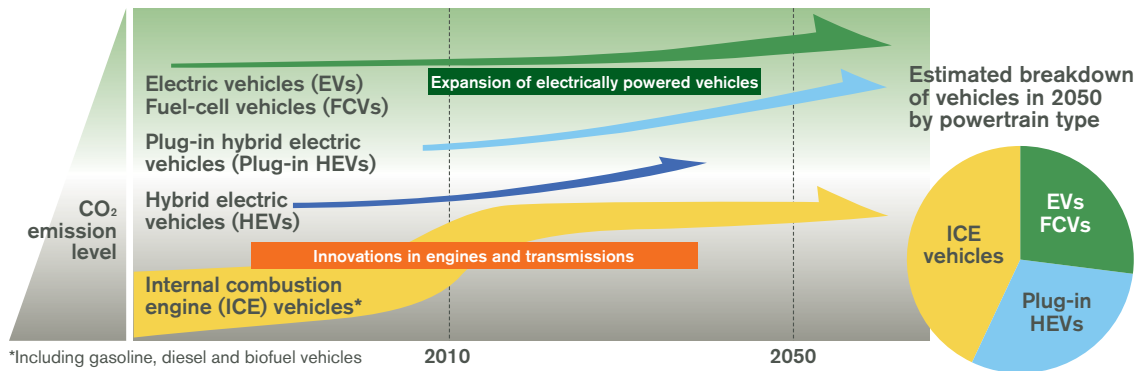 CO₂
emission
level
Electric vehicles (EVs)
Fuel-cell vehicles (FCVs)
Expansion of electrically powered vehicles
Plug-in hybrid electric
vehicles (Plug-in HEVs)
Hybrid electric
vehicles (HEVs)
Innovations in engines and transmissions
Internal combustion
engine (ICE) vehicles*
2010
2050
*Including gasoline, diesel and biofuel vehicles
Estimated breakdown
of vehicles in 2050
by powertrain type
EVs
FCVs
ICE
vehicles
Plug-in
HEVs